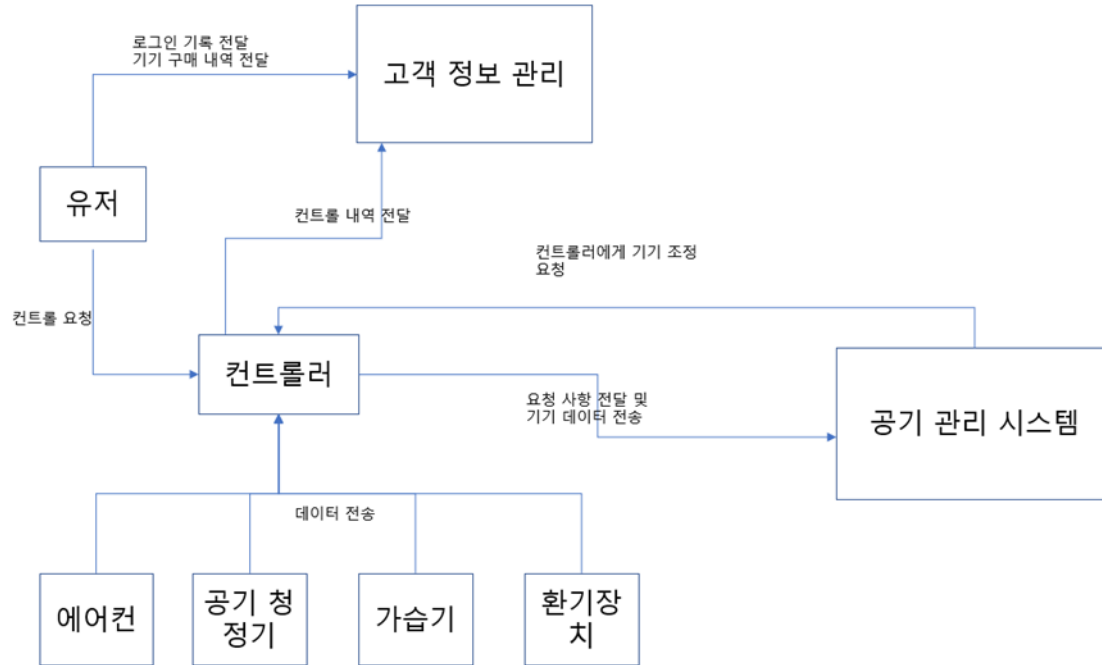 로그인 기록 전달
기기 구매 내역 전달
고객 정보 관리
유저
컨트롤 내역 전달
컨트롤러에게 기기 조정
요청
컨트롤 요청
컨트롤러
요청 사항 전달 및
기기 데이터 전송
공기 관리 시스템
데이터 전송
에어컨
공기 청
정기
가습기
환기장
치